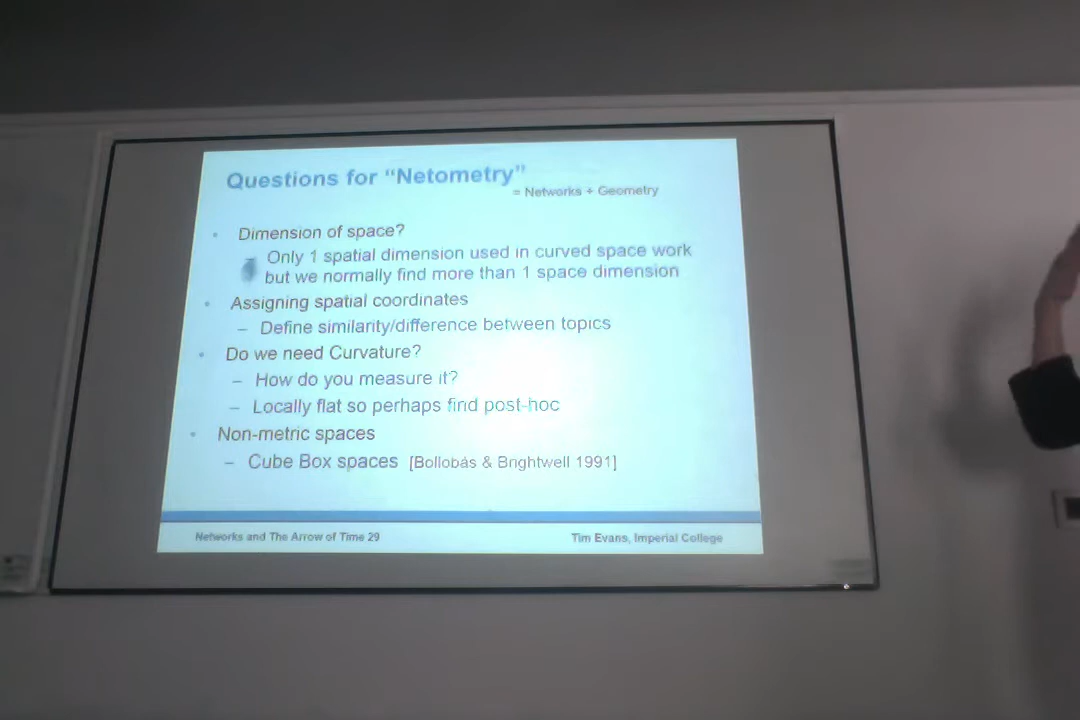 Questions for “Netometry”
= Networks + Geometry
• Dimension of space?
– Only 1 spatial dimension used in curved space work
but we normally find more than 1 space dimension
• Assigning spatial coordinates
– Define similarity/difference between topics
• Do we need Curvature?
– How do you measure it?
– Locally flat so perhaps find post-hoc
• Non-metric spaces
– Cube Box spaces [Bollobás & Brightwell 1991]
Networks and The Arrow of Time 29
Tim Evans, Imperial College